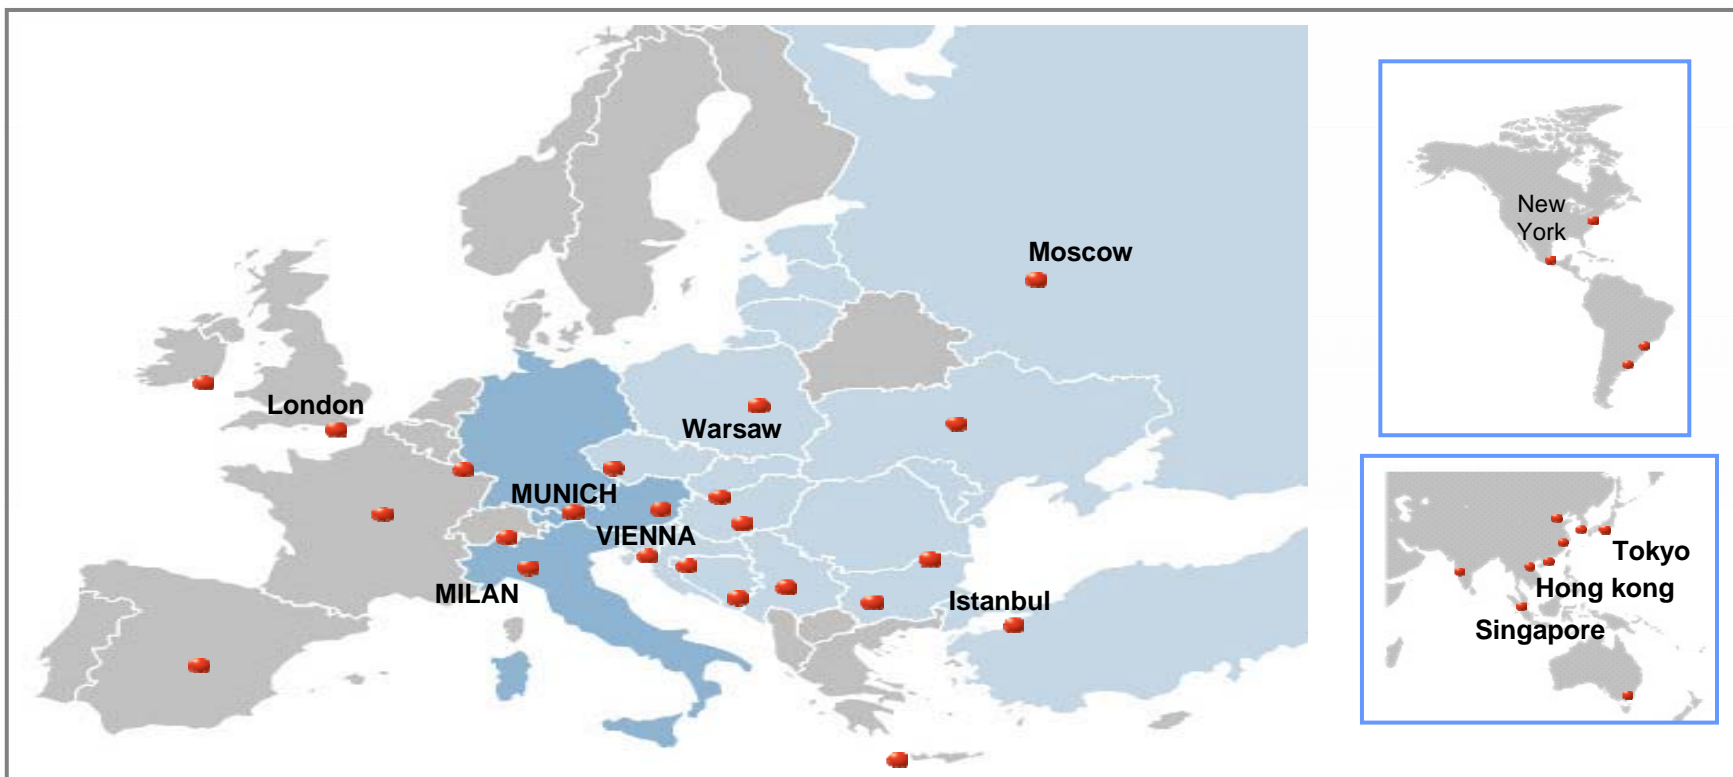 Moscow
London
Warsaw
MUNICH
VIENNA
MILAN
Istanbul
New
York
Tokyo
Hong kong
Singapore